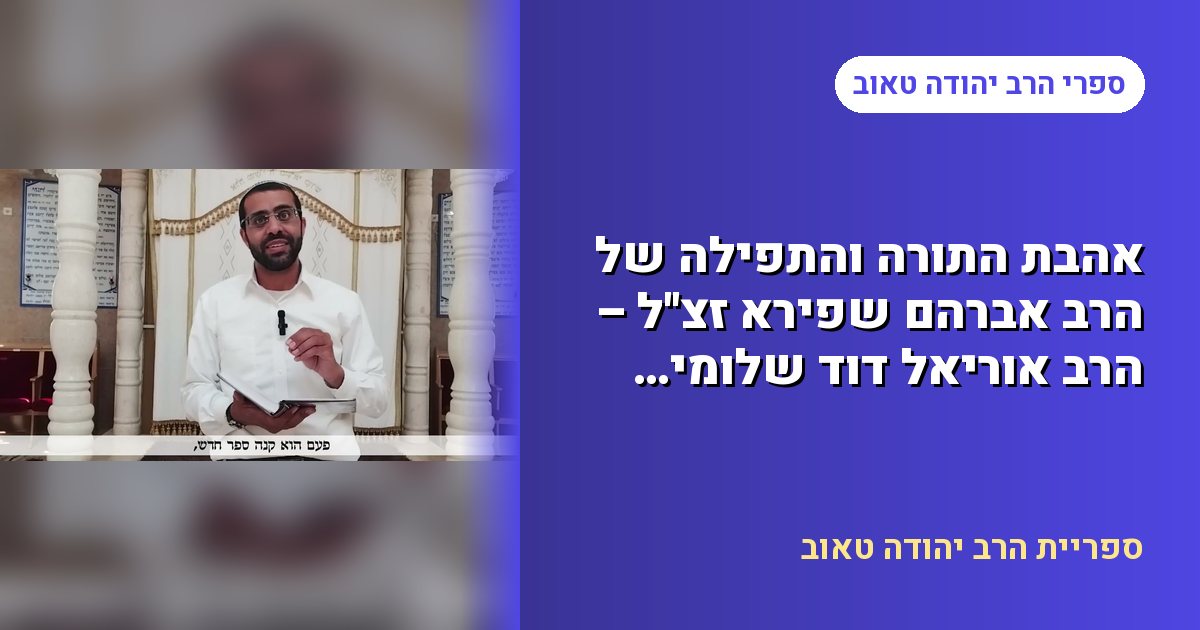 ספרי הרב יהודה טאוב
אהבת התורה והתפילה של
הרב אברהם שפירא זצ"ל –
הרב אוריאל דוד שלומי...
פעם הוא קנה ספר חדש,
ספריית הרב יהודה טאוב